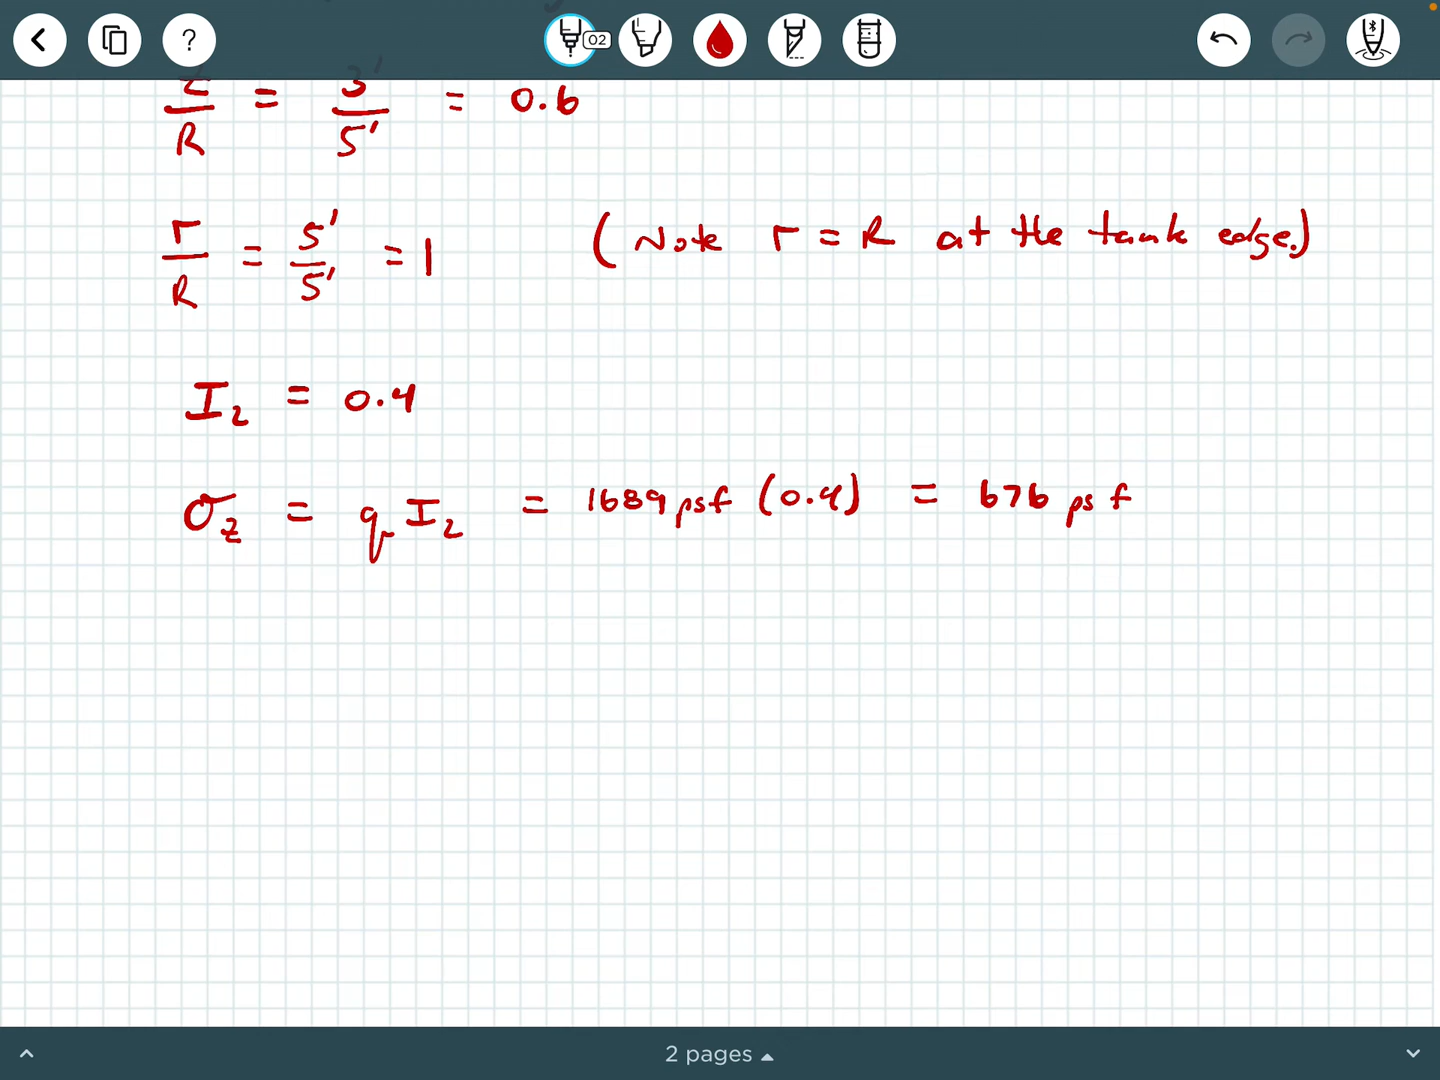 ? 02
z/R = 3'/5' = 0.6
r/R = 5'/5' = 1 (Note r = R at the tank edge.)
I₂ = 0.4
σz = q I₂ = 1689 psf (0.4) = 676 psf
2 pages